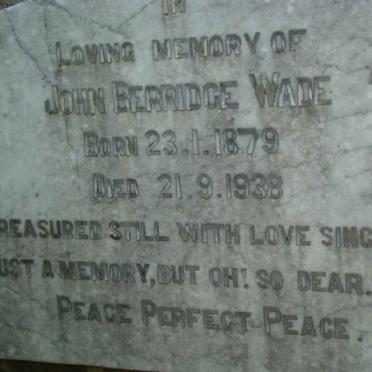 IN
LOVING MEMORY OF
JOHN BERRIDGE WADE
BORN 23.1.1879
DIED 21.9.1938
REASURED STILL WITH LOVE SINC
UST A MEMORY, BUT OH! SO DEAR.
PEACE PERFECT PEACE.